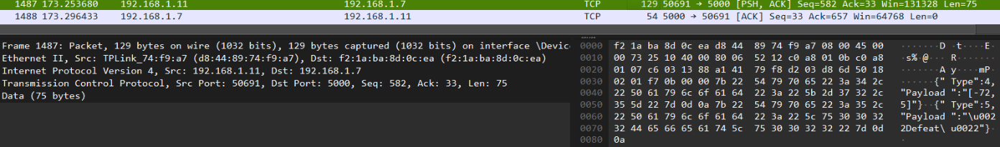 1487 173.253680 192.168.1.11 192.168.1.7 TCP 129 50691 → 5000 [PSH, ACK] Seq=582 Ack=33 Win=131328 Len=75
1488 173.296433 192.168.1.7 192.168.1.11 TCP 54 5000 → 50691 [ACK] Seq=33 Ack=657 Win=64768 Len=0
Frame 1487: Packet, 129 bytes on wire (1032 bits), 129 bytes captured (1032 bits) on interface \Device
Ethernet II, Src: TPLink_74:f9:a7 (d8:44:89:74:f9:a7), Dst: f2:1a:ba:8d:0c:ea (f2:1a:ba:8d:0c:ea)
Internet Protocol Version 4, Src: 192.168.1.11, Dst: 192.168.1.7
Transmission Control Protocol, Src Port: 50691, Dst Port: 5000, Seq: 582, Ack: 33, Len: 75
Data (75 bytes)
0000 f2 1a ba 8d 0c ea d8 44 89 74 f9 a7 08 00 45 00 ·······D ·t····E·
0010 00 73 25 10 40 00 80 06 52 12 c0 a8 01 0b c0 a8 ·s%·@··· R·······
0020 01 07 c6 03 13 88 a1 41 79 f8 d2 03 d8 6d 50 18 ·······A y····mP·
0030 02 01 f7 0b 00 00 7b 22 54 79 70 65 22 3a 34 2c ······{" Type":4,
0040 22 50 61 79 6c 6f 61 64 22 3a 22 5b 2d 37 32 2c "Payload ":"[-72,
0050 35 5d 22 7d 0d 0a 7b 22 54 79 70 65 22 3a 35 2c 5]"}··{" Type":5,
0060 22 50 61 79 6c 6f 61 64 22 3a 22 5c 75 30 30 32 "Payload ":"\u002
0070 32 44 65 66 65 61 74 5c 75 30 30 32 32 22 7d 0d 2Defeat\ u0022"}·
0080 0a ·